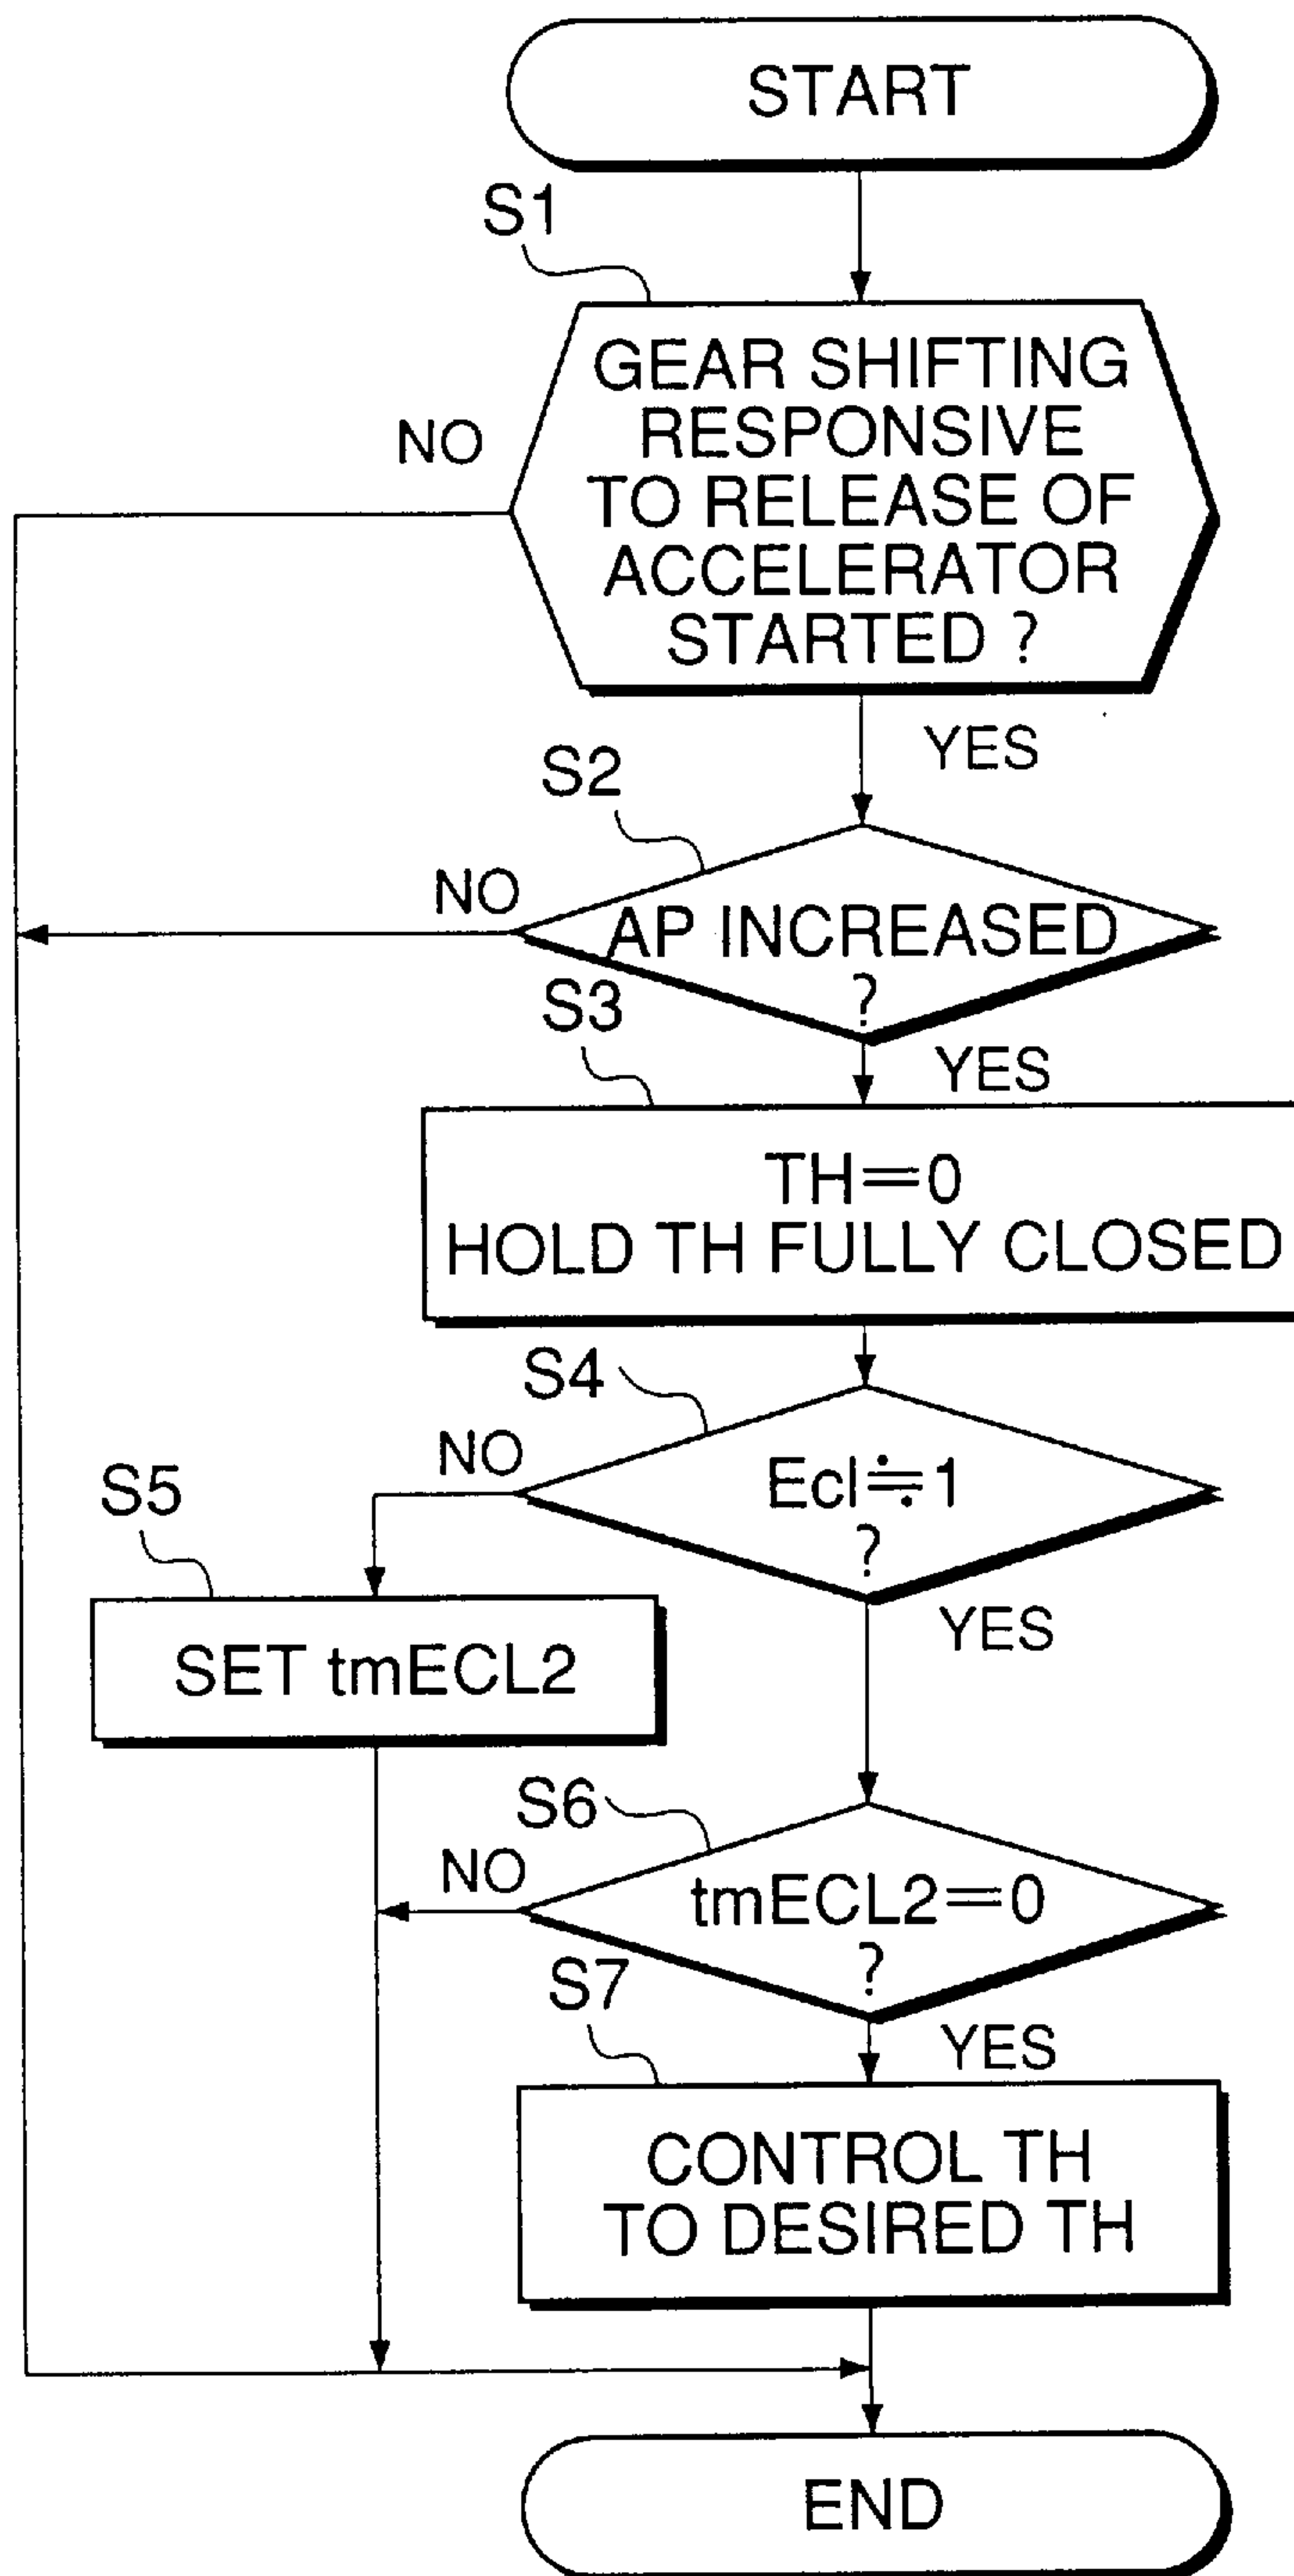 START
S1
GEAR SHIFTING
RESPONSIVE
TO RELEASE OF
ACCELERATOR
STARTED ?
NO
YES
S2
NO
AP INCREASED
?
S3
YES
TH=0
HOLD TH FULLY CLOSED
S4
NO
Ecl≒1
?
S5
YES
SET tmECL2
S6
NO
tmECL2=0
?
S7
YES
CONTROL TH
TO DESIRED TH
END